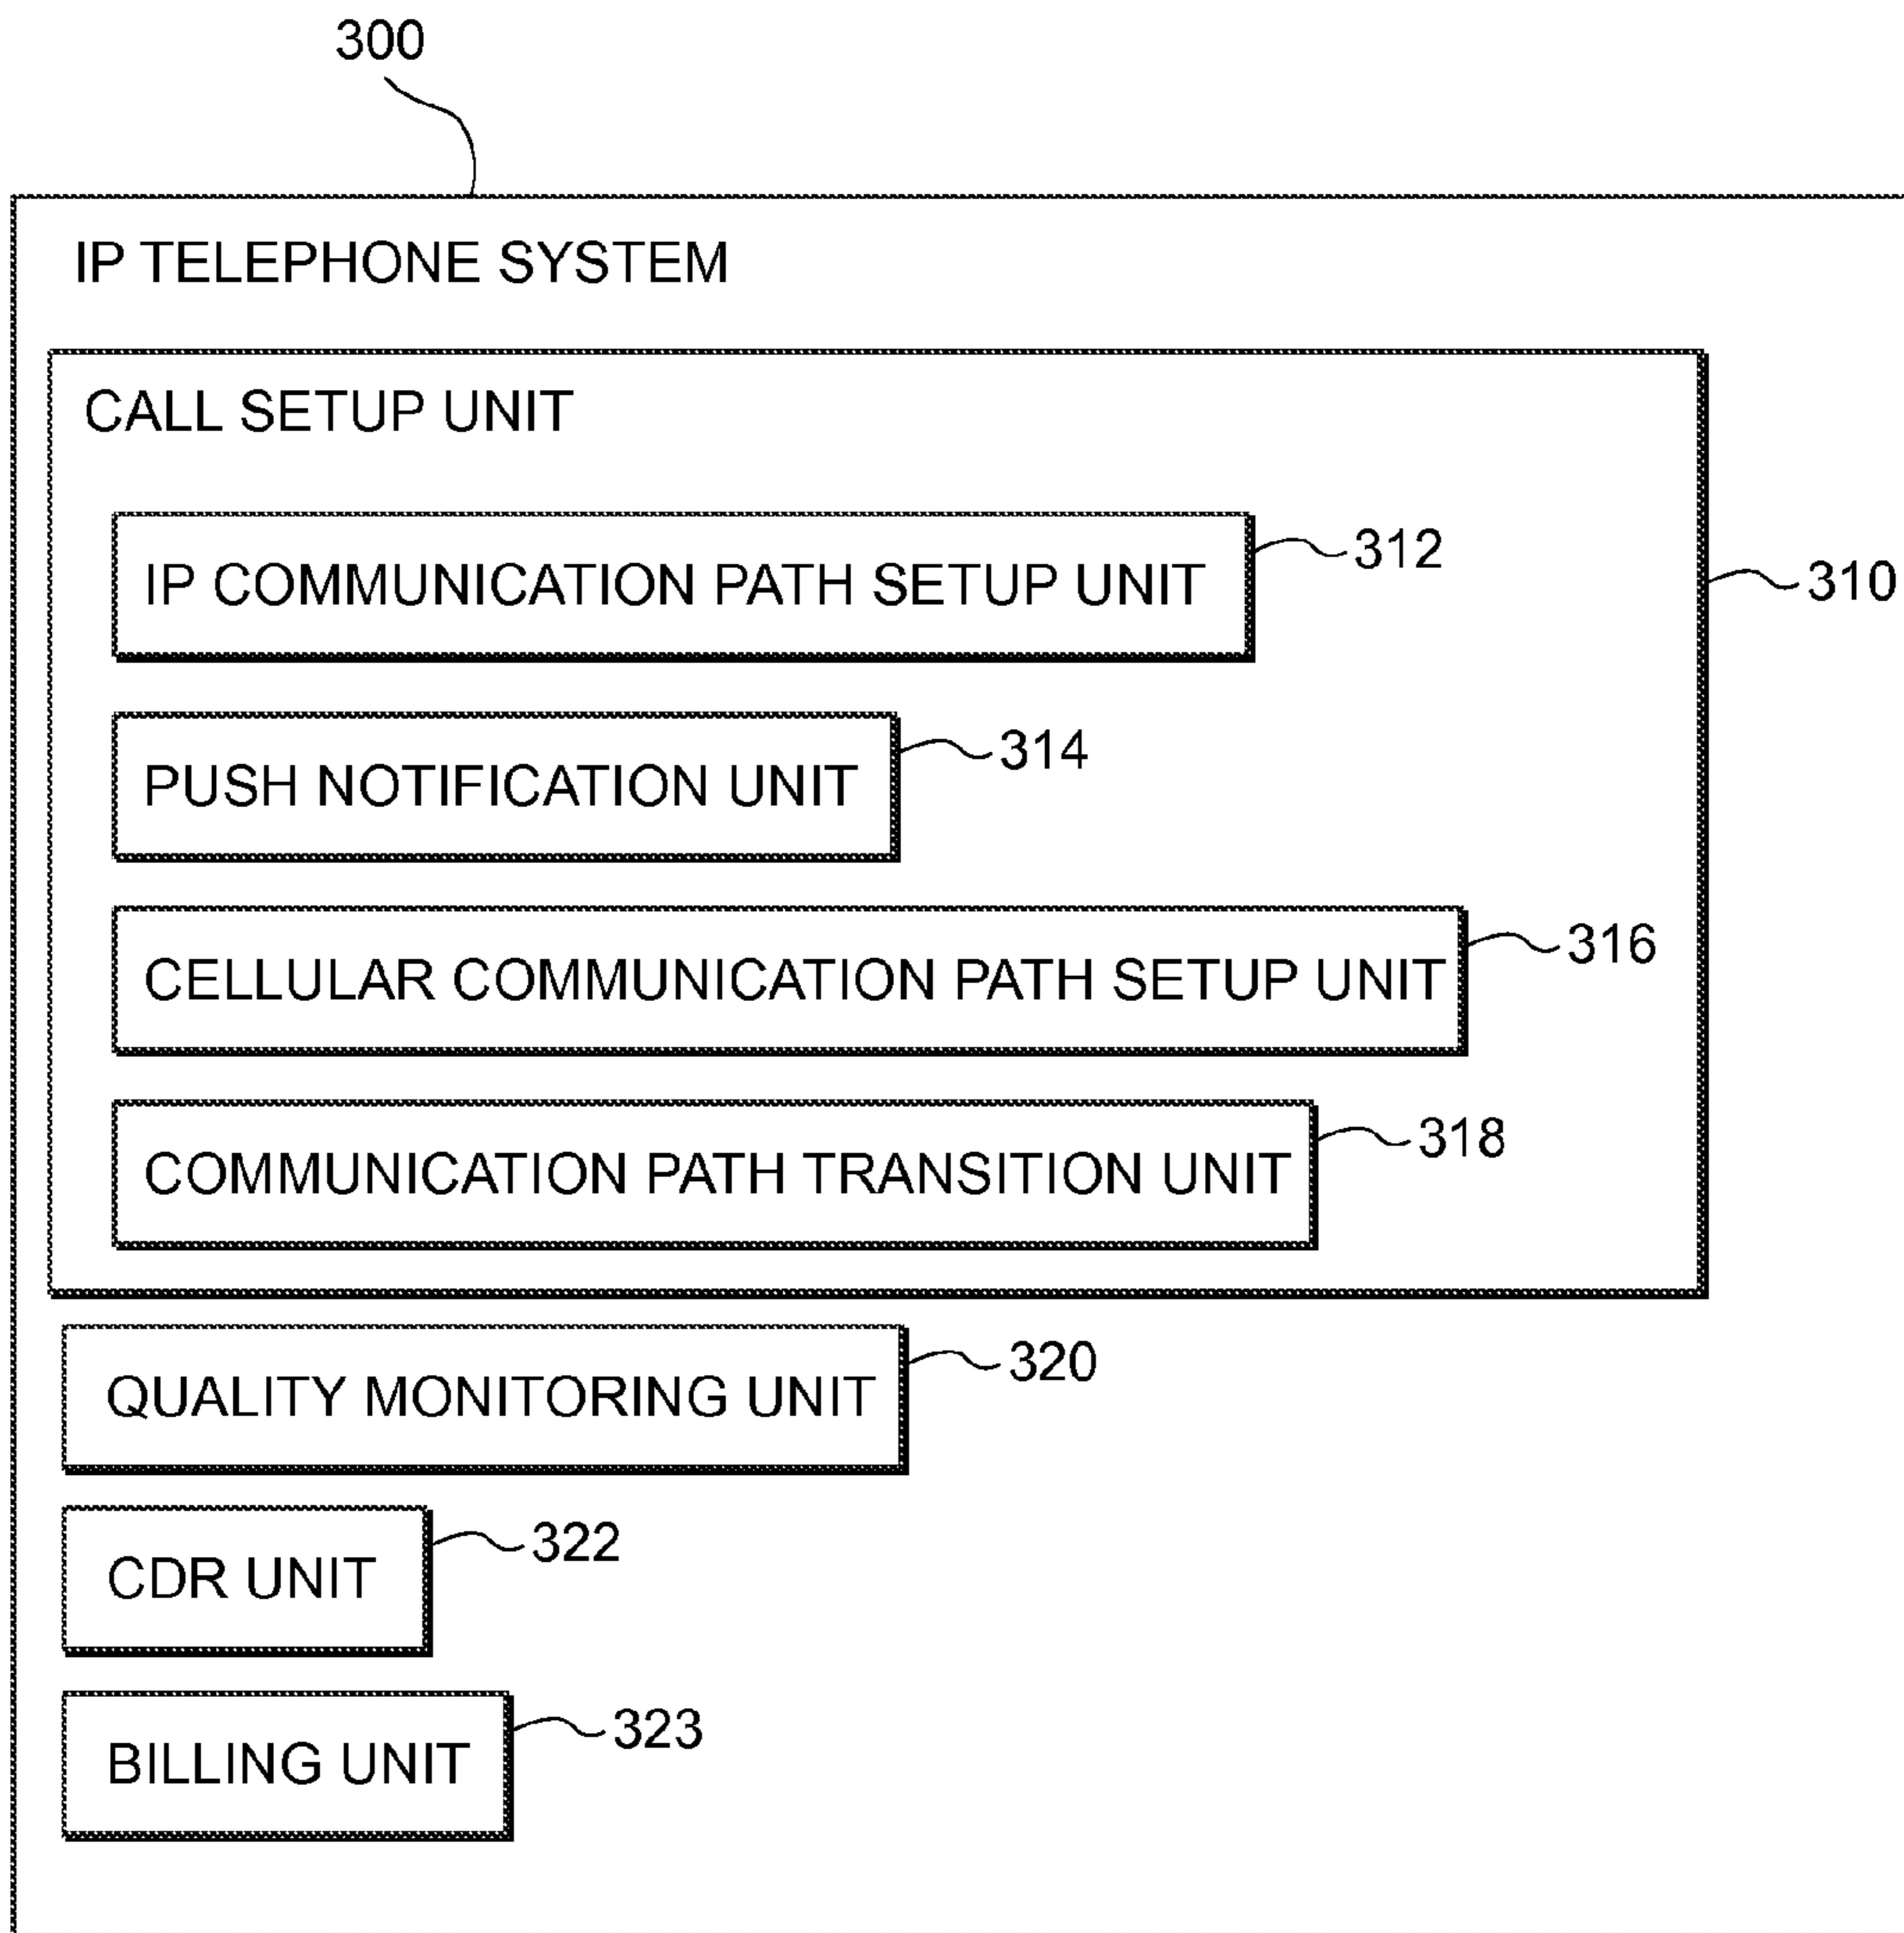 300
IP TELEPHONE SYSTEM
CALL SETUP UNIT
IP COMMUNICATION PATH SETUP UNIT
312
310
PUSH NOTIFICATION UNIT
314
CELLULAR COMMUNICATION PATH SETUP UNIT
316
COMMUNICATION PATH TRANSITION UNIT
318
QUALITY MONITORING UNIT
320
CDR UNIT
322
BILLING UNIT
323